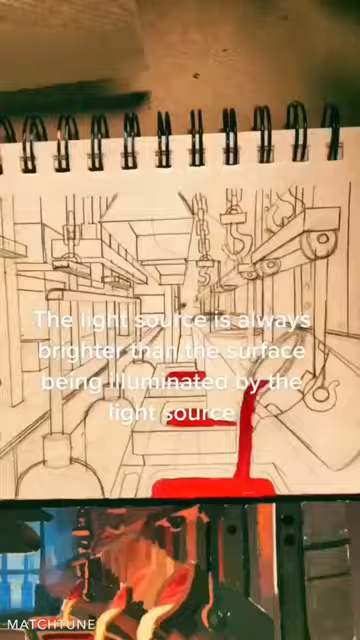 The light source is always
brighter than the surface
being illuminated by the
light source
MATCHTUNE